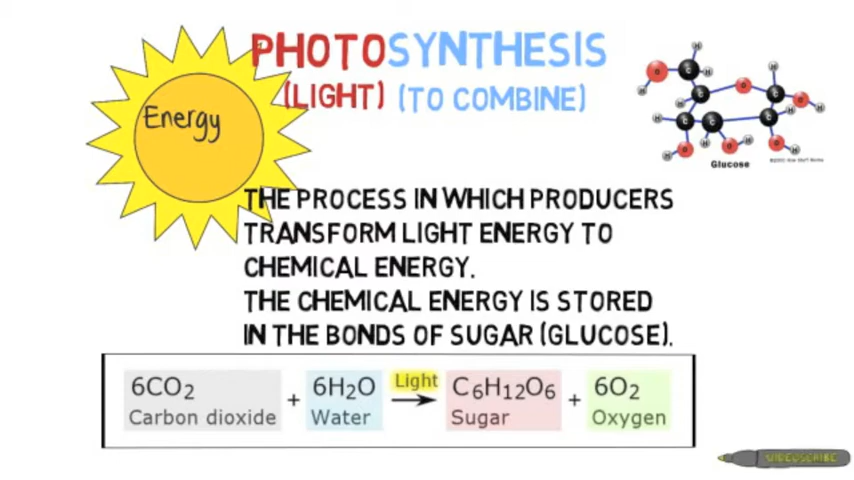 PHOTOSYNTHESIS
(LIGHT) (TO COMBINE)
Energy
Glucose
THE PROCESS IN WHICH PRODUCERS
TRANSFORM LIGHT ENERGY TO
CHEMICAL ENERGY.
THE CHEMICAL ENERGY IS STORED
IN THE BONDS OF SUGAR (GLUCOSE).
6CO2 + 6H2O Light C6H12O6 + 6O2
Carbon dioxide Water Sugar Oxygen
VIDEOSCRIBE